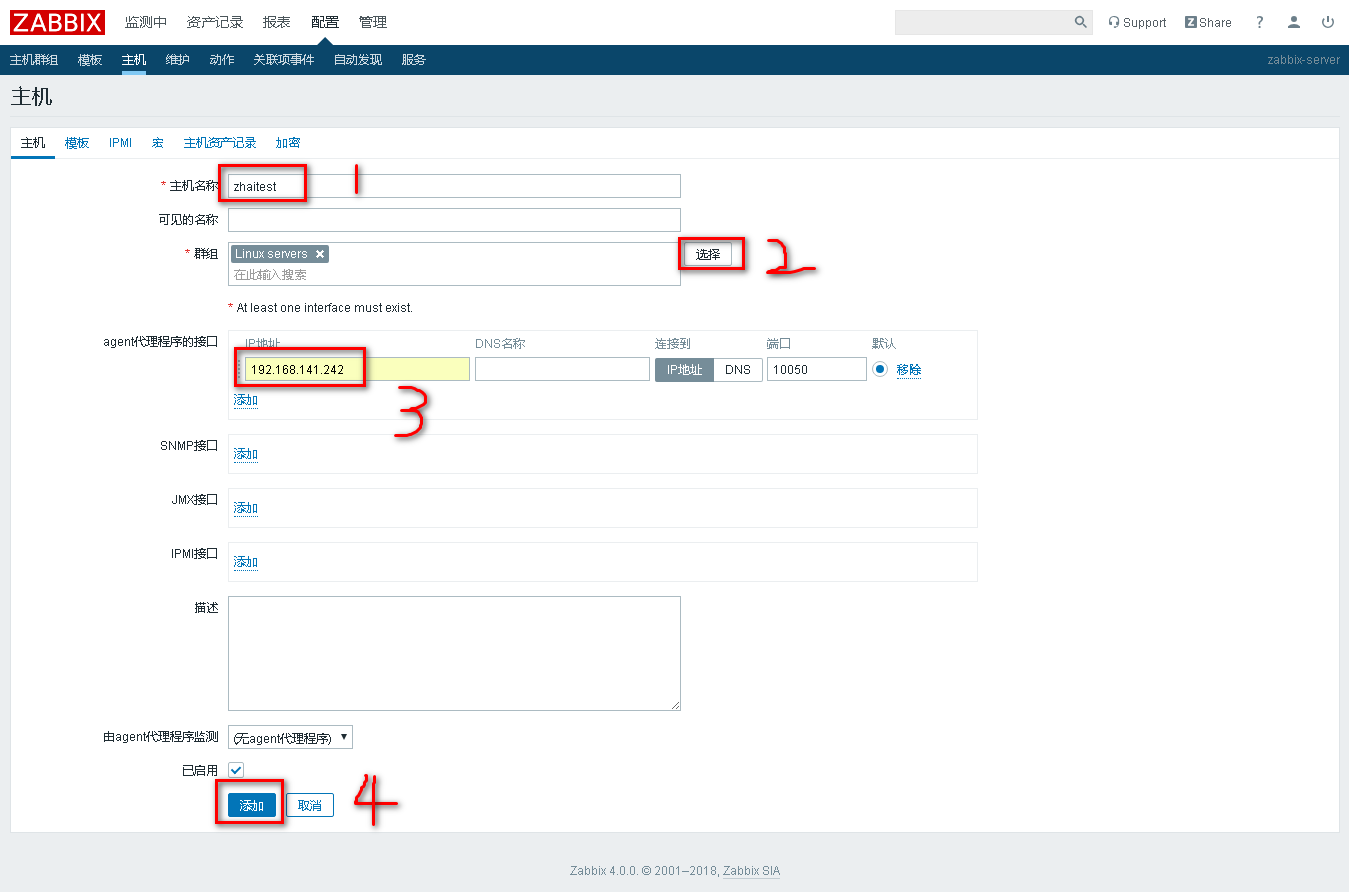 ZABBIX 监测中 资产记录 报表 配置 管理 Support Z Share ?
主机群组 模板 主机 维护 动作 关联项事件 自动发现 服务 zabbix-server
主机
主机 模板 IPMI 宏 主机资产记录 加密
* 主机名称 zhaitest 1
可见的名称
* 群组 Linux servers × 选择 2
在此输入搜索
* At least one interface must exist.
agent代理程序的接口 IP地址 DNS名称 连接到 端口 默认
192.168.141.242 IP地址 DNS 10050 移除
添加 3
SNMP接口 添加
JMX接口 添加
IPMI接口 添加
描述
由agent代理程序监测 (无agent代理程序)
已启用
添加 取消 4
Zabbix 4.0.0. © 2001–2018, Zabbix SIA